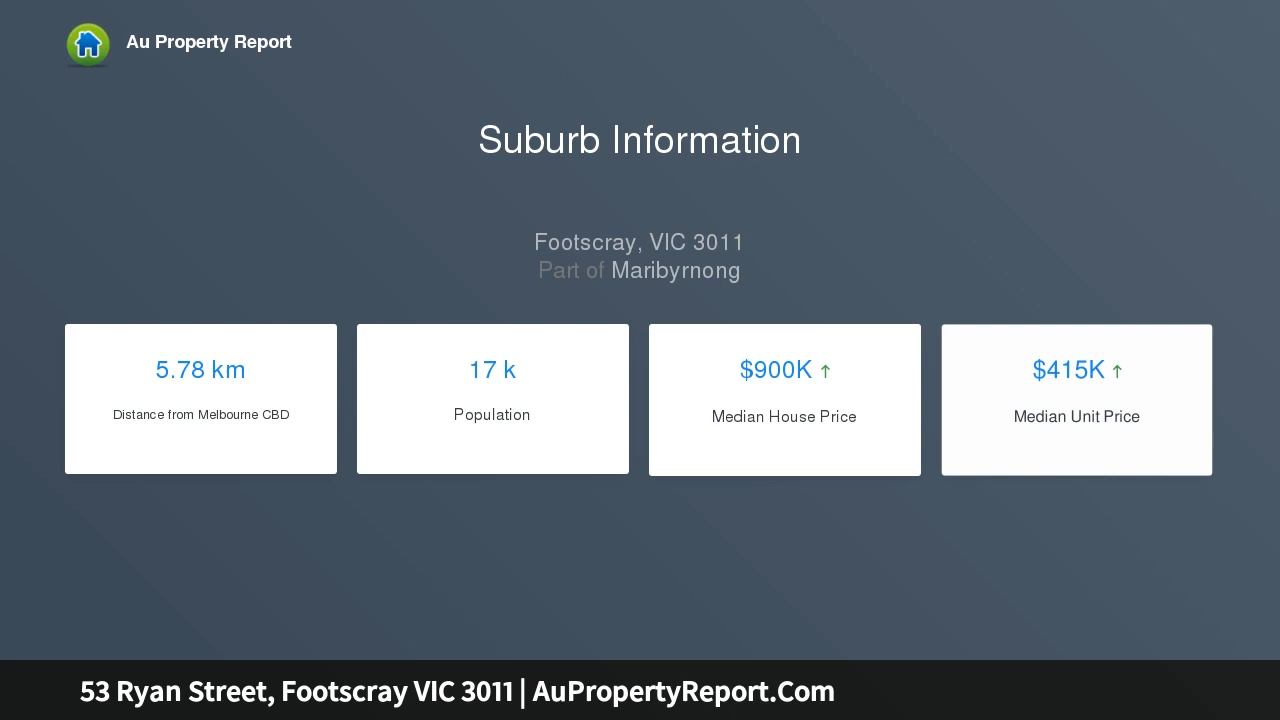 Au Property Report
Suburb Information
Footscray, VIC 3011
Part of Maribyrnong
5.78 km
Distance from Melbourne CBD
17 k
Population
$900K ↑
Median House Price
$415K ↑
Median Unit Price
53 Ryan Street, Footscray VIC 3011 | AuPropertyReport.Com